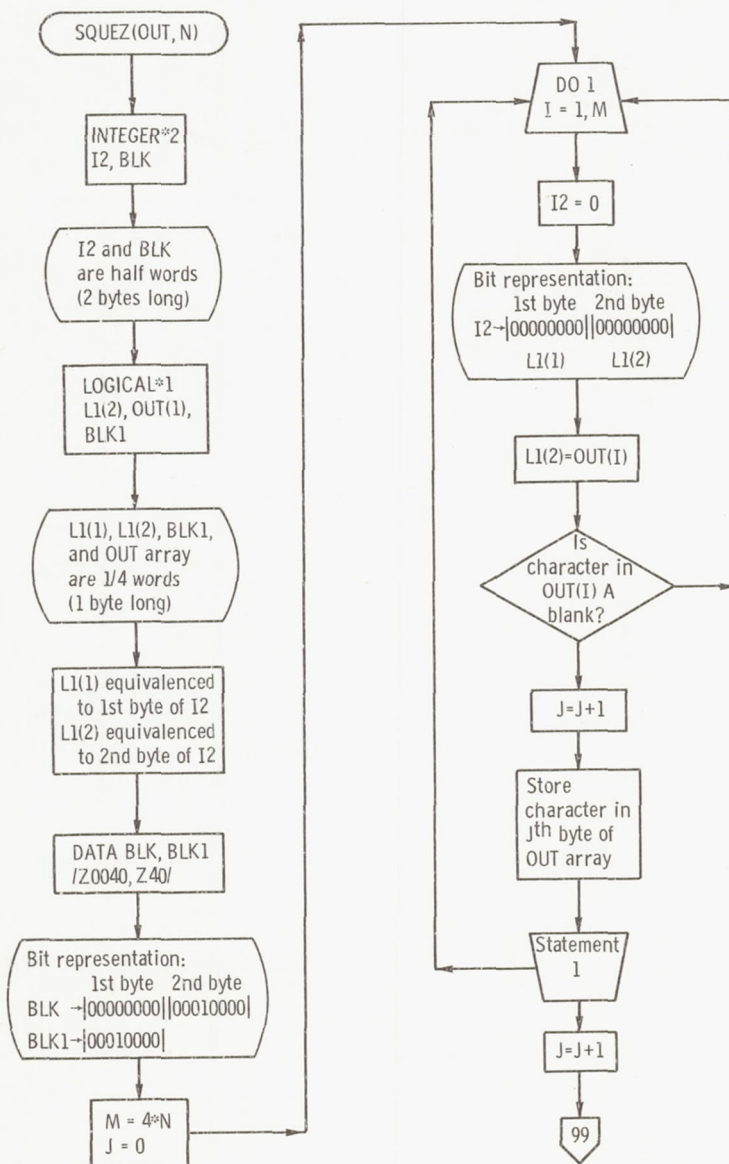 SQUEZ(OUT, N)
INTEGER*2
I2, BLK
I2 and BLK
are half words
(2 bytes long)
LOGICAL*1
L1(2), OUT(1),
BLK1
L1(1), L1(2), BLK1,
and OUT array
are 1/4 words
(1 byte long)
L1(1) equivalenced
to 1st byte of I2
L1(2) equivalenced
to 2nd byte of I2
DATA BLK, BLK1
/Z0040, Z40/
Bit representation:
1st byte 2nd byte
BLK →|00000000||00010000|
BLK1→|00010000|
M = 4*N
J = 0
DO 1
I = 1, M
I2 = 0
Bit representation:
1st byte 2nd byte
I2→|00000000||00000000|
L1(1) L1(2)
L1(2)=OUT(I)
Is
character in
OUT(I) A
blank?
J=J+1
Store
character in
Jth byte of
OUT array
Statement
1
J=J+1
99